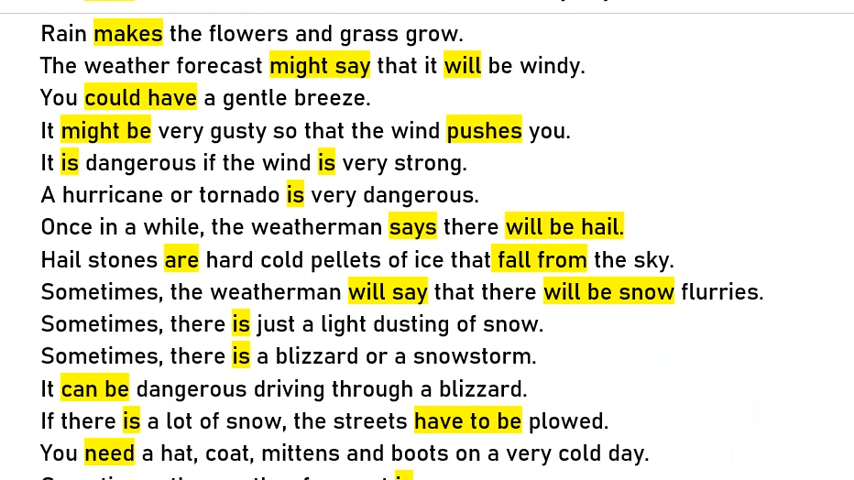 Rain makes the flowers and grass grow.
The weather forecast might say that it will be windy.
You could have a gentle breeze.
It might be very gusty so that the wind pushes you.
It is dangerous if the wind is very strong.
A hurricane or tornado is very dangerous.
Once in a while, the weatherman says there will be hail.
Hail stones are hard cold pellets of ice that fall from the sky.
Sometimes, the weatherman will say that there will be snow flurries.
Sometimes, there is just a light dusting of snow.
Sometimes, there is a blizzard or a snowstorm.
It can be dangerous driving through a blizzard.
If there is a lot of snow, the streets have to be plowed.
You need a hat, coat, mittens and boots on a very cold day.